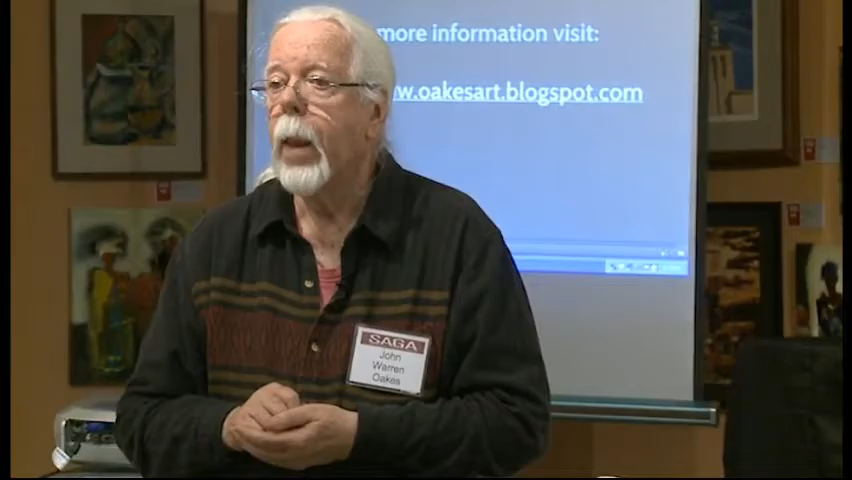 more information visit:
w.oakesart.blogspot.com
SAGA
John
Warren
Oakes